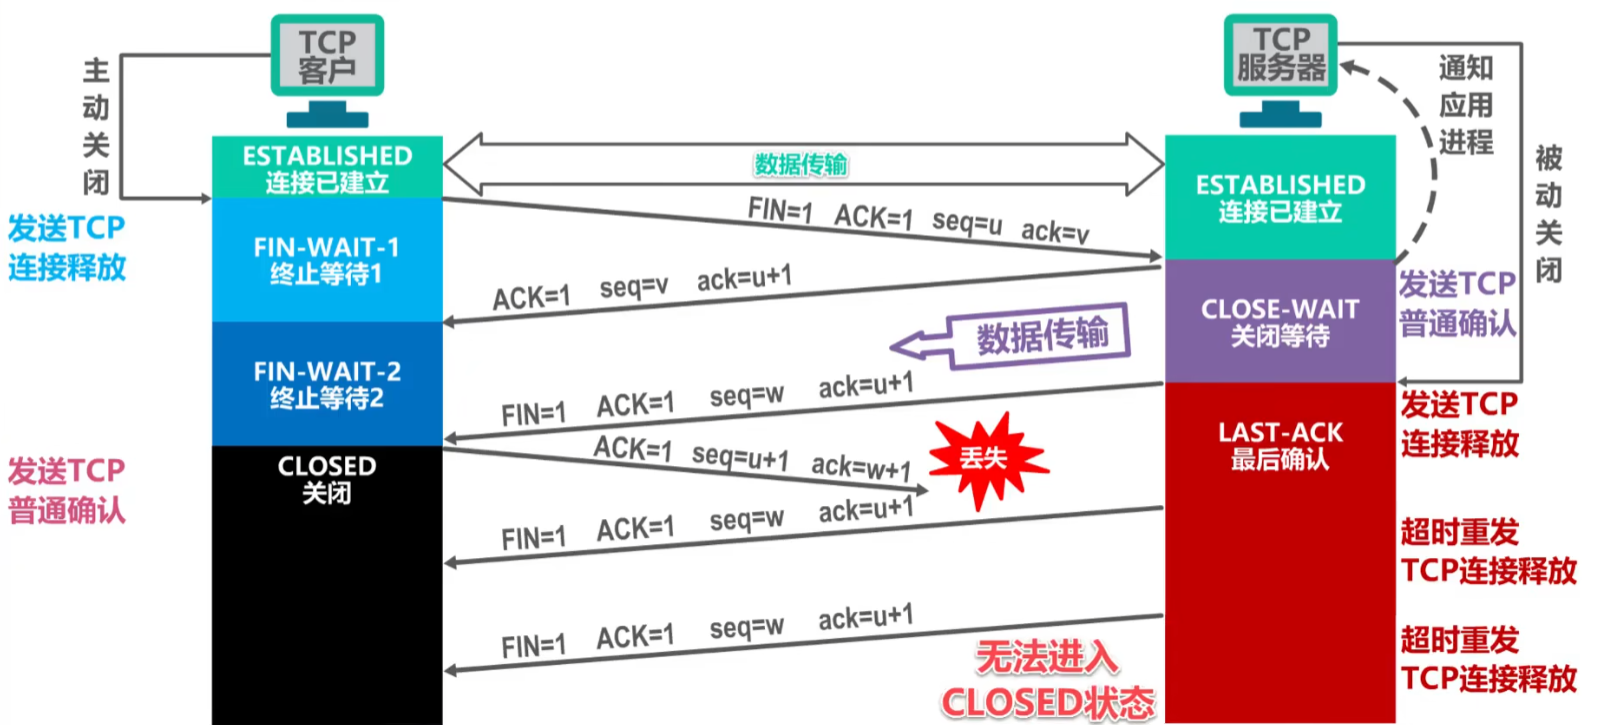 TCP
客户
TCP
服务器
主
动
关
闭
通知
应用
进程
被
动
关
闭
ESTABLISHED
连接已建立
数据传输
ESTABLISHED
连接已建立
FIN=1 ACK=1 seq=u ack=v
发送TCP
连接释放
FIN-WAIT-1
终止等待1
ACK=1 seq=v ack=u+1
CLOSE-WAIT
关闭等待
发送TCP
普通确认
数据传输
FIN-WAIT-2
终止等待2
FIN=1 ACK=1 seq=w ack=u+1
发送TCP
连接释放
LAST-ACK
最后确认
ACK=1 seq=u+1 ack=w+1
丢失
CLOSED
关闭
发送TCP
普通确认
FIN=1 ACK=1 seq=w ack=u+1
超时重发
TCP连接释放
FIN=1 ACK=1 seq=w ack=u+1
超时重发
TCP连接释放
无法进入
CLOSED状态